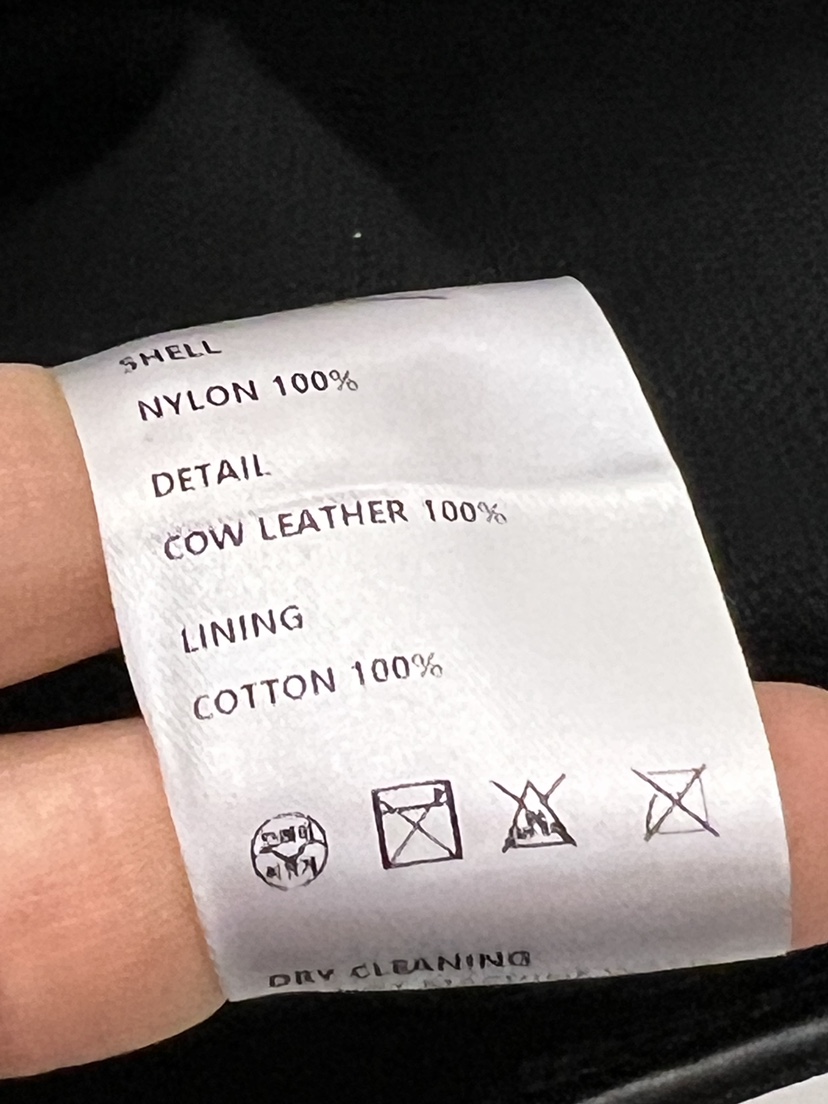 SHELL
NYLON 100%
DETAIL
COW LEATHER 100%
LINING
COTTON 100%
DRY CLEANING